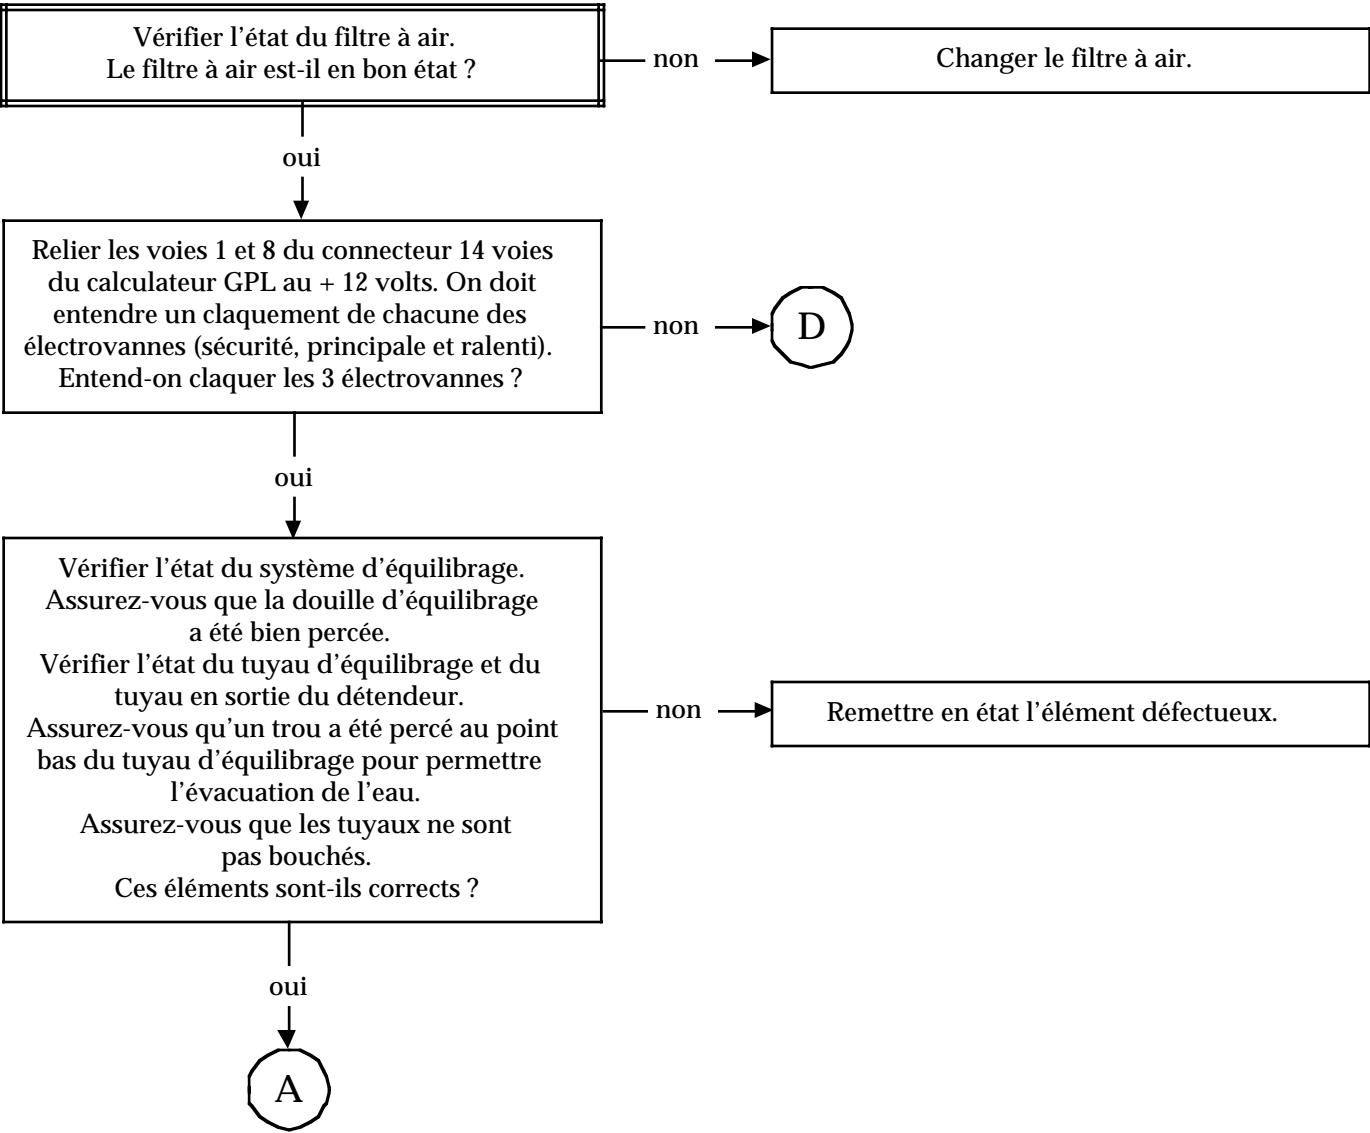 Vérifier l’état du filtre à air.
Le filtre à air est-il en bon état ?
non
Changer le filtre à air.
oui
Relier les voies 1 et 8 du connecteur 14 voies
du calculateur GPL au + 12 volts. On doit
entendre un claquement de chacune des
électrovannes (sécurité, principale et ralenti).
Entend-on claquer les 3 électrovannes ?
non
D
oui
Vérifier l’état du système d’équilibrage.
Assurez-vous que la douille d’équilibrage
a été bien percée.
Vérifier l’état du tuyau d’équilibrage et du
tuyau en sortie du détendeur.
Assurez-vous qu’un trou a été percé au point
bas du tuyau d’équilibrage pour permettre
l’évacuation de l’eau.
Assurez-vous que les tuyaux ne sont
pas bouchés.
Ces éléments sont-ils corrects ?
non
Remettre en état l’élément défectueux.
oui
A